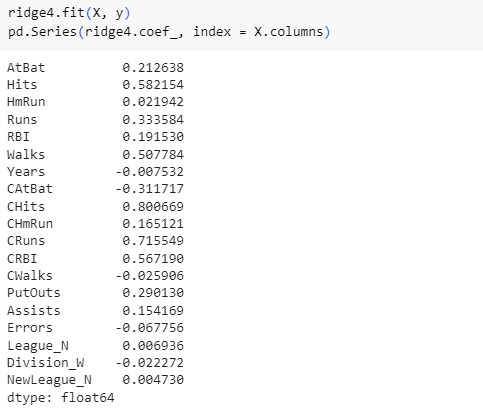 ridge4.fit(X, y)
pd.Series(ridge4.coef_, index = X.columns)
AtBat 0.212638
Hits 0.582154
HmRun 0.021942
Runs 0.333584
RBI 0.191530
Walks 0.507784
Years -0.007532
CAtBat -0.311717
CHits 0.800669
CHmRun 0.165121
CRuns 0.715549
CRBI 0.567190
CWalks -0.025906
PutOuts 0.290130
Assists 0.154169
Errors -0.067756
League_N 0.006936
Division_W -0.022272
NewLeague_N 0.004730
dtype: float64